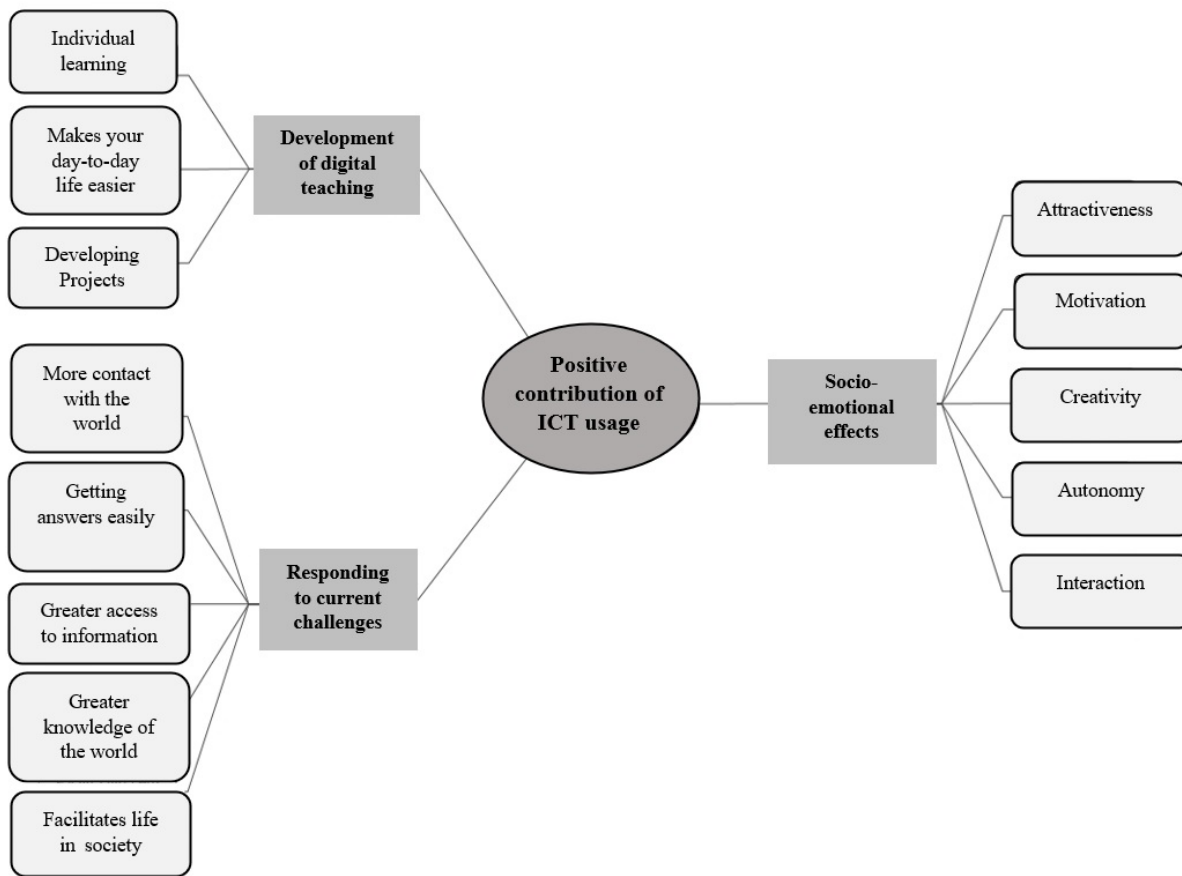 Individual
learning
Makes your
day-to-day
life easier
Developing
Projects
Development
of digital
teaching
More contact
with the
world
Getting
answers easily
Greater access
to information
Greater
knowledge of
the world
Facilitates life
in society
Responding
to current
challenges
Positive
contribution of
ICT usage
Socio-
emotional
effects
Attractiveness
Motivation
Creativity
Autonomy
Interaction